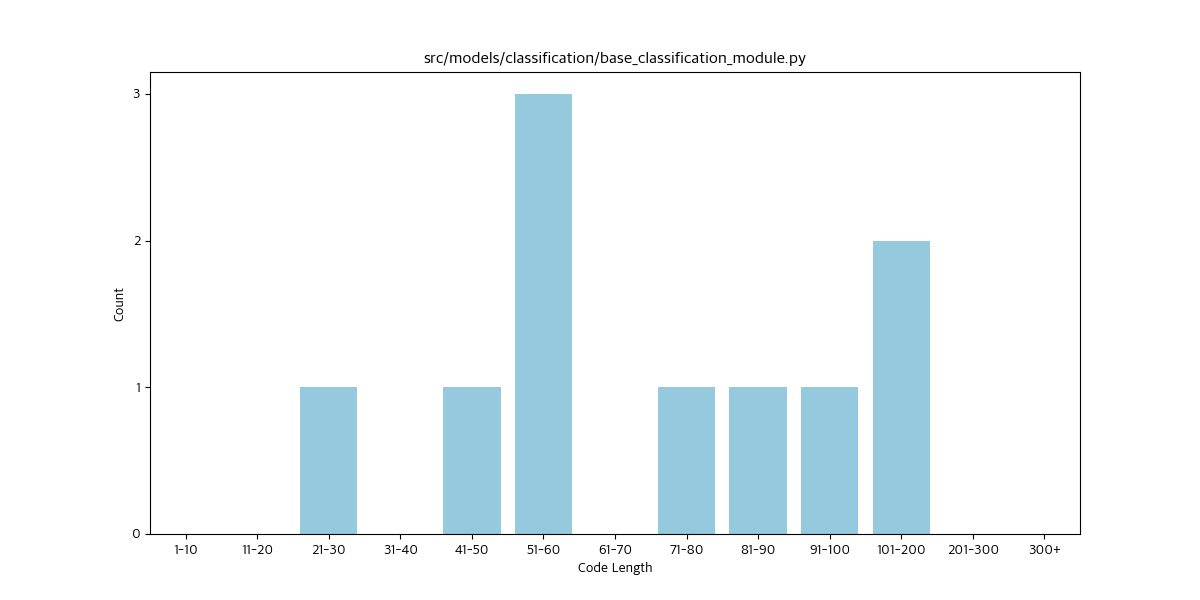 src/models/classification/base_classification_module.py
3
2
1
0
Count
1-10 11-20 21-30 31-40 41-50 51-60 61-70 71-80 81-90 91-100 101-200 201-300 300+
Code Length